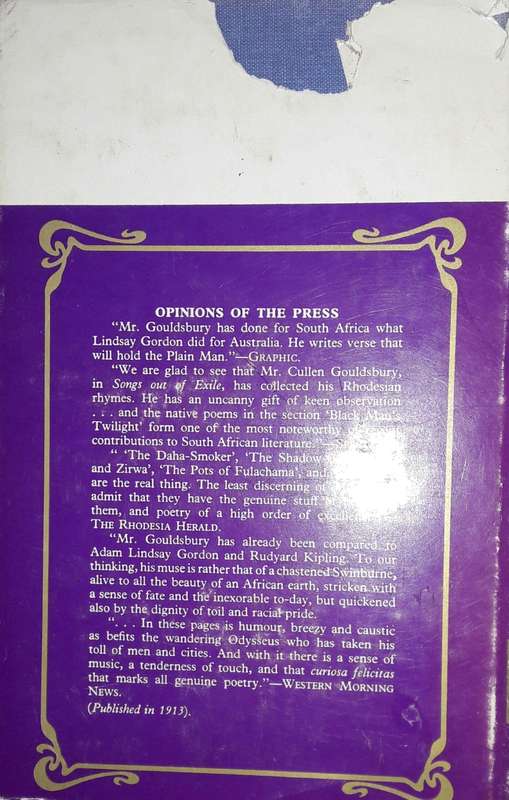 OPINIONS OF THE PRESS
"Mr. Gouldsbury has done for South Africa what
Lindsay Gordon did for Australia. He writes verse that
will hold the Plain Man."—GRAPHIC.
"We are glad to see that Mr. Cullen Gouldsbury,
in Songs out of Exile, has collected his Rhodesian
rhymes. He has an uncanny gift of keen observation
. . . and the native poems in the section 'Black Man's
Twilight' form one of the most noteworthy of
contributions to South African literature."—
" 'The Daha-Smoker', 'The Shadow
and Zirwa', 'The Pots of Fulachama', and
are the real thing. The least discerning of
admit that they have the genuine stuff
them, and poetry of a high order of
THE RHODESIA HERALD.
"Mr. Gouldsbury has already been compared to
Adam Lindsay Gordon and Rudyard Kipling. To our
thinking, his muse is rather that of a chastened Swinburne,
alive to all the beauty of an African earth, stricken with
a sense of fate and the inexorable to-day, but quickened
also by the dignity of toil and racial pride.
". . . In these pages is humour, breezy and caustic
as befits the wandering Odysseus who has taken his
toll of men and cities. And with it there is a sense of
music, a tenderness of touch, and that curiosa felicitas
that marks all genuine poetry."—WESTERN MORNING
NEWS.
(Published in 1913).